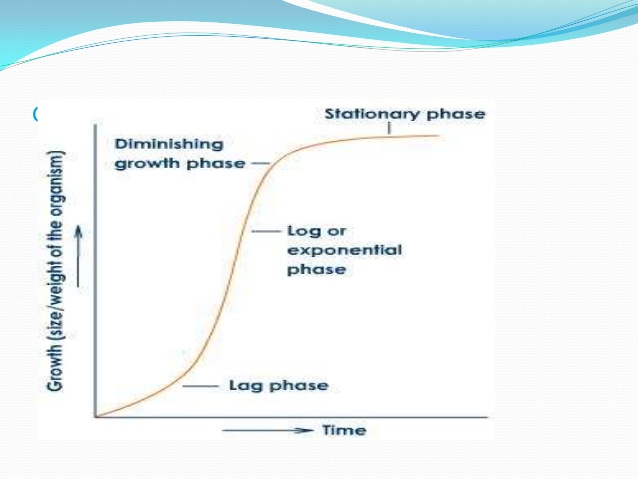 Stationary phase
Diminishing
growth phase
Log or
exponential
phase
Growth (size/weight of the organism)
Lag phase
Time